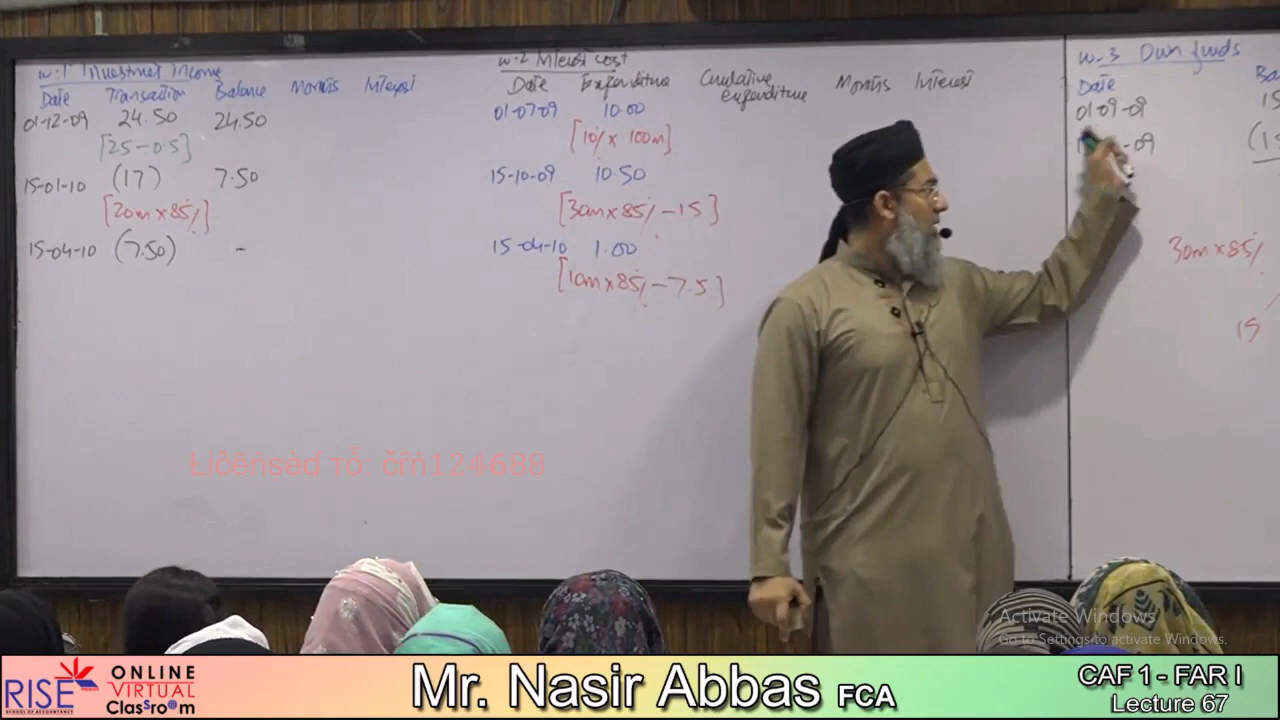 W-1 Investment income
Date Transaction Balance Months Interest
01-12-09 24.50 24.50
[25-0.5]
15-01-10 (17) 7.50
[20m x 85%]
15-04-10 (7.50) -
W-2 Interest cost
Date Expenditure Cumulative expenditure Months Interest
01-07-09 10.00
[10% x 100m]
15-10-09 10.50
[30m x 85% - 15]
15-04-10 1.00
[10m x 85% - 7.5]
W-3 Own funds
Date
01-09-09
-09
30m x 85%
15
Licensed To: crn124688
Activate Windows
Go to Settings to activate Windows.
RISE
SCHOOL OF ACCOUNTANCY
ONLINE
VIRTUAL
ClasSro@m
Mr. Nasir Abbas FCA
CAF 1 - FAR I
Lecture 67